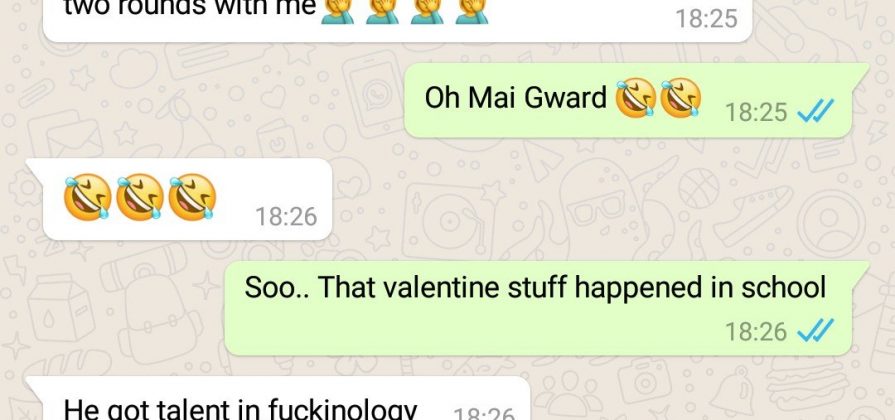 two rounds with me🤦‍♂️🤦‍♂️🤦‍♂️🤦‍♂️
18:25
Oh Mai Gward 🤣🤣 18:25
🤣🤣🤣 18:26
Soo.. That valentine stuff happened in school
18:26
He got talent in fuckinology 18:26